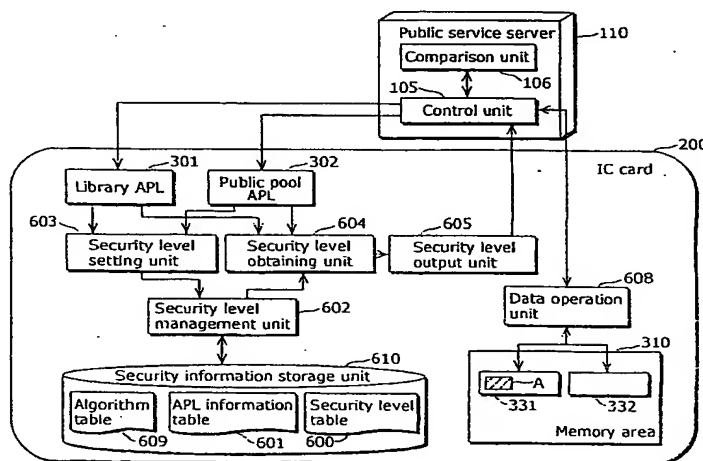 Public service server
110
Comparison unit
105
106
Control unit
200
301
302
IC card
Library APL
Public pool
APL
603
604
605
Security level
setting unit
Security level
obtaining unit
Security level
output unit
608
Security level
management unit
602
Data operation
unit
610
310
Security information storage unit
A
Algorithm
table
APL information
table
Security level
table
331
332
609
601
600
Memory area